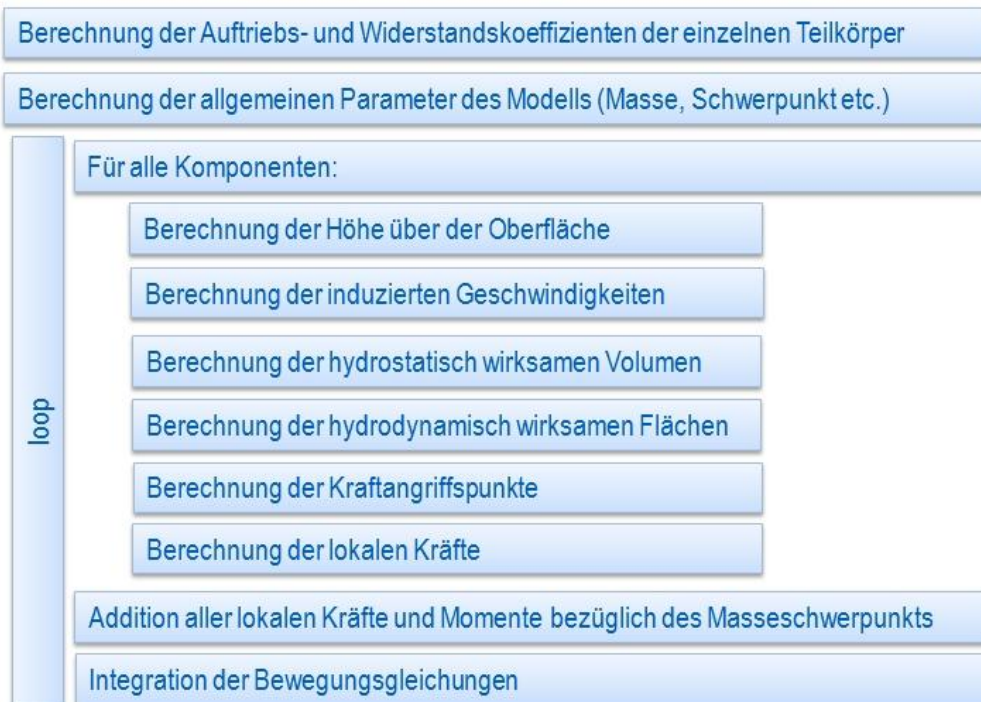 Berechnung der Auftriebs- und Widerstandskoeffizienten der einzelnen Teilkörper
Berechnung der allgemeinen Parameter des Modells (Masse, Schwerpunkt etc.)
loop
Für alle Komponenten:
Berechnung der Höhe über der Oberfläche
Berechnung der induzierten Geschwindigkeiten
Berechnung der hydrostatisch wirksamen Volumen
Berechnung der hydrodynamisch wirksamen Flächen
Berechnung der Kraftangriffspunkte
Berechnung der lokalen Kräfte
Addition aller lokalen Kräfte und Momente bezüglich des Masseschwerpunkts
Integration der Bewegungsgleichungen